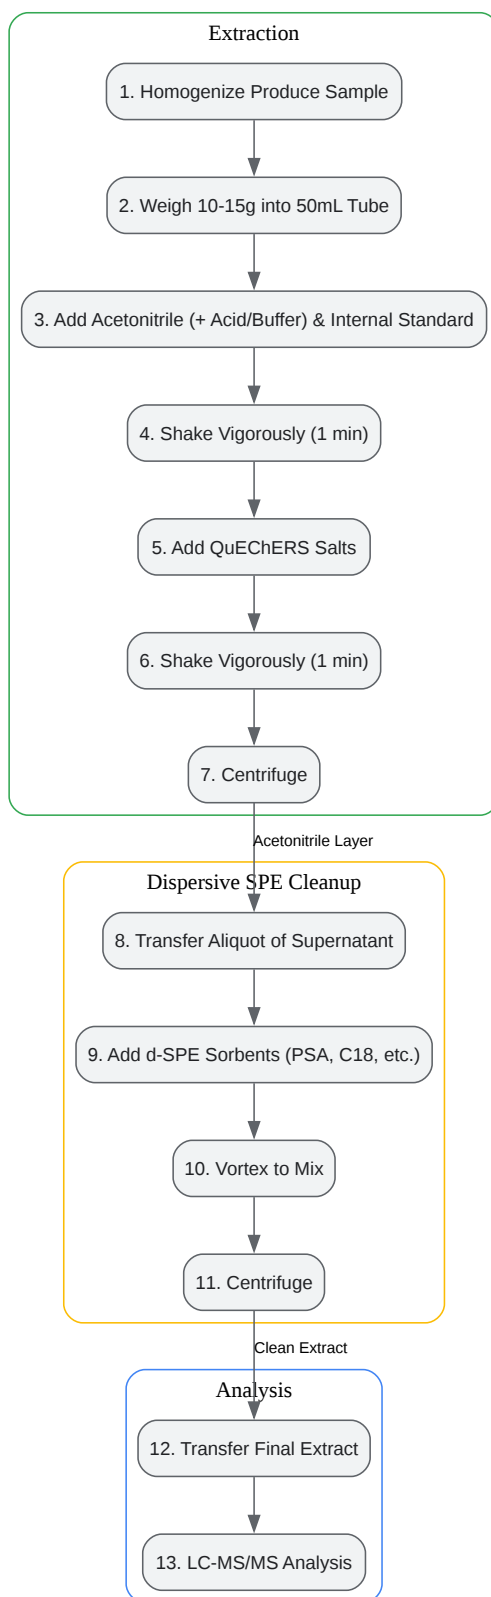 Extraction
1. Homogenize Produce Sample
2. Weigh 10-15g into 50mL Tube
3. Add Acetonitrile (+ Acid/Buffer) & Internal Standard
4. Shake Vigorously (1 min)
5. Add QuEChERS Salts
6. Shake Vigorously (1 min)
7. Centrifuge
Acetonitrile Layer
Dispersive SPE Cleanup
8. Transfer Aliquot of Supernatant
9. Add d-SPE Sorbents (PSA, C18, etc.)
10. Vortex to Mix
11. Centrifuge
Clean Extract
Analysis
12. Transfer Final Extract
13. LC-MS/MS Analysis